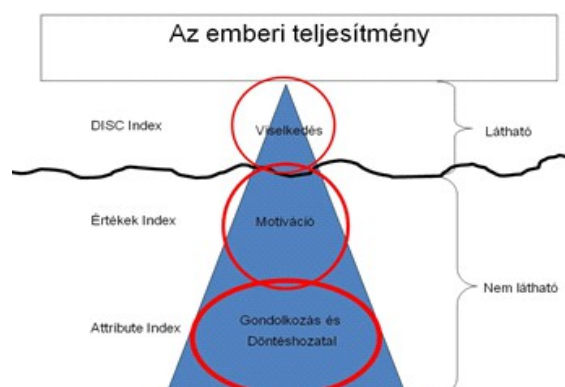 Az emberi teljesítmény
DISC Index
Viselkedés
Látható
Értékek Index
Motiváció
Nem látható
Attribute Index
Gondolkozás és
Döntéshozatal